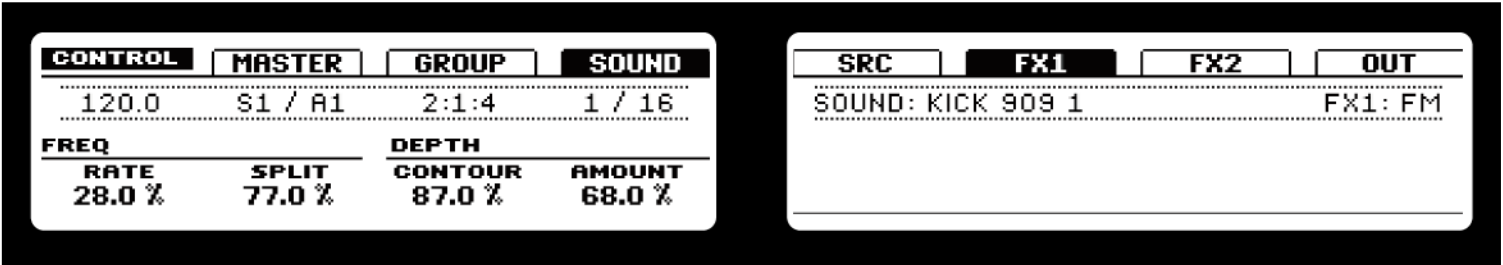 CONTROL MASTER GROUP SOUND
120.0 S1 / A1 2:1:4 1 / 16
FREQ DEPTH
RATE SPLIT CONTOUR AMOUNT
28.0 % 77.0 % 87.0 % 68.0 %
SRC FX1 FX2 OUT
SOUND: KICK 909 1 FX1: FM